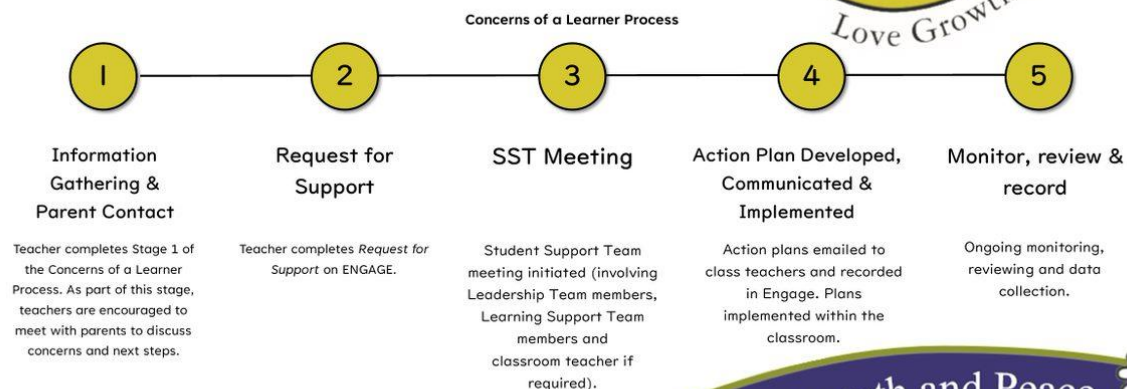 Concerns of a Learner Process
Love Growth
1
2
3
4
5
Information
Gathering &
Parent Contact
Teacher completes Stage 1 of
the Concerns of a Learner
Process. As part of this stage,
teachers are encouraged to
meet with parents to discuss
concerns and next steps.
Request for
Support
Teacher completes Request for
Support on ENGAGE.
SST Meeting
Student Support Team
meeting initiated (involving
Leadership Team members,
Learning Support Team
members and
classroom teacher if
required).
Action Plan Developed,
Communicated &
Implemented
Action plans emailed to
class teachers and recorded
in Engage. Plans
implemented within the
classroom.
Monitor, review &
record
Ongoing monitoring,
reviewing and data
collection.
and Peace